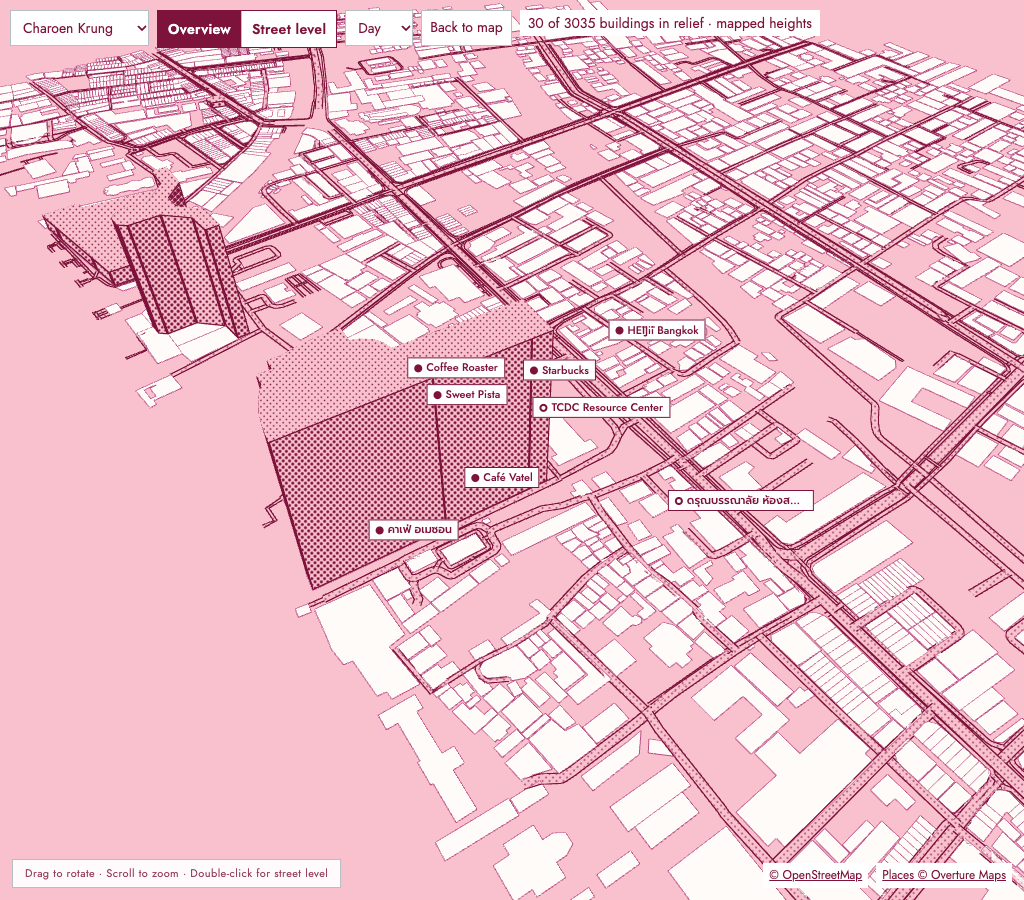 Charoen Krung
Overview
Street level
Day
Back to map
30 of 3035 buildings in relief · mapped heights
Bangkok
Coffee Roaster
Starbucks
Sweet Pista
TCDC Resource Center
Café Vatel
ดรุณบรรณาลัย ห้องส...
คาเฟ่ อเมซอน
Drag to rotate · Scroll to zoom · Double-click for street level
© OpenStreetMap
Places © Overture Maps